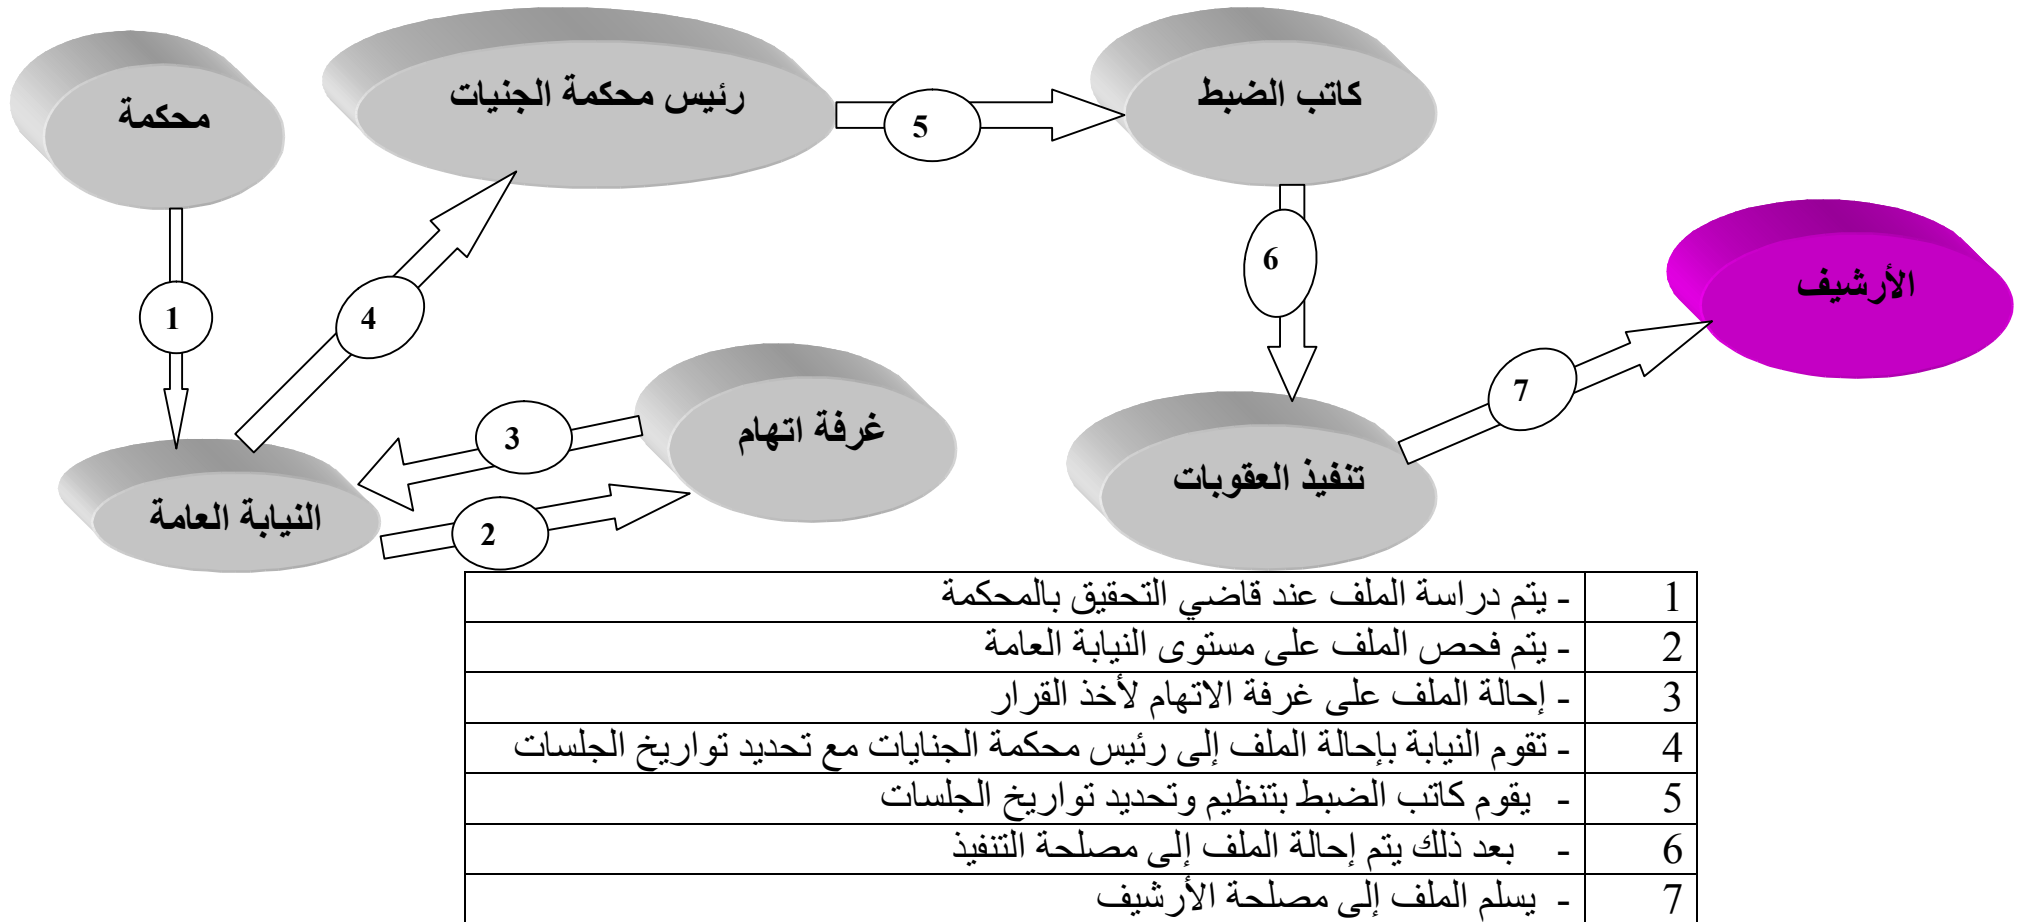 محكمة
رئيس محكمة الجنيات
كاتب الضبط
الأرشيف
غرفة اتهام
تنفيذ العقوبات
النيابة العامة
1
2
3
4
5
6
7
1 - يتم دراسة الملف عند قاضي التحقيق بالمحكمة
2 - يتم فحص الملف على مستوى النيابة العامة
3 - إحالة الملف على غرفة الاتهام لأخذ القرار
4 - تقوم النيابة بإحالة الملف إلى رئيس محكمة الجنايات مع تحديد تواريخ الجلسات
5 - يقوم كاتب الضبط بتنظيم وتحديد تواريخ الجلسات
6 - بعد ذلك يتم إحالة الملف إلى مصلحة التنفيذ
7 - يسلم الملف إلى مصلحة الأرشيف